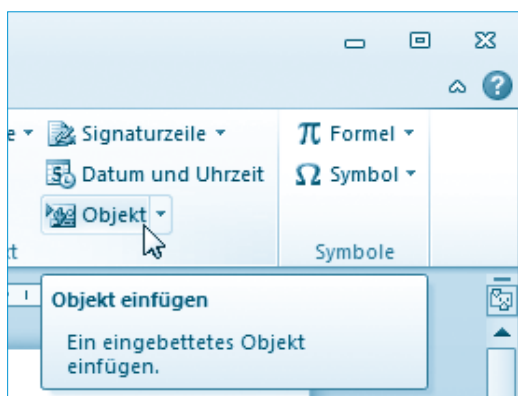 e
Signaturzeile
π Formel
Datum und Uhrzeit
Ω Symbol
Objekt
t
Symbole
Objekt einfügen
Ein eingebettetes Objekt
einfügen.